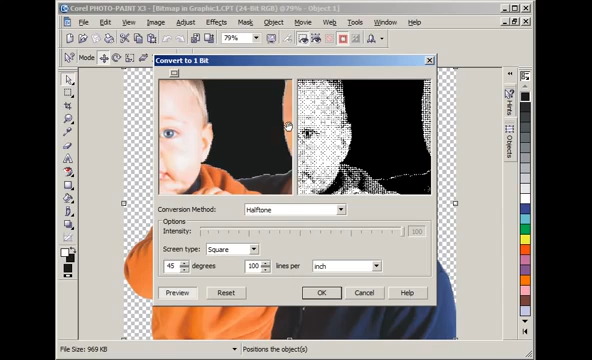 Corel PHOTO-PAINT X3 - [Bitmap in Graphic1.CPT (24-Bit RGB) @79% - Object 1]
File Edit View Image Adjust Effects Mask Object Movie Web Tools Window Help
79%
Mode
Convert to 1 Bit
Hints
Objects
Conversion Method: Halftone
Options
Intensity: 100
Screen type: Square
45 degrees 100 lines per inch
Preview Reset OK Cancel Help
File Size: 969 KB Positions the object(s)